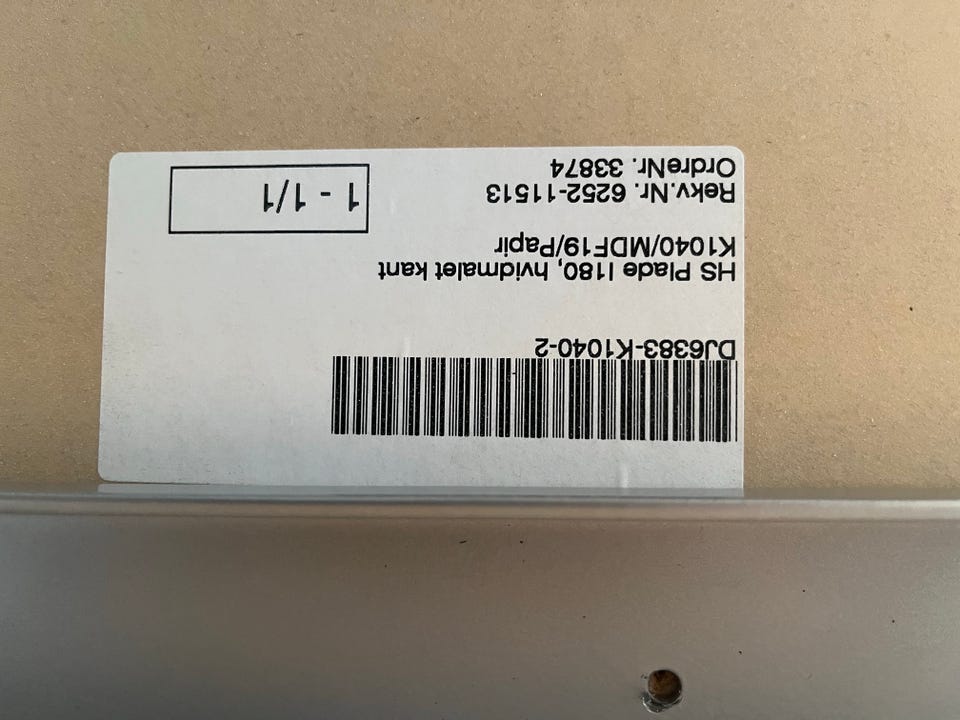 DJ6383-K1040-2
HS Plade I180, hvidmalet kant
K1040/MDF19/Papir
Rekv.Nr. 6252-11513
OrdreNr. 33874
1 - 1/1